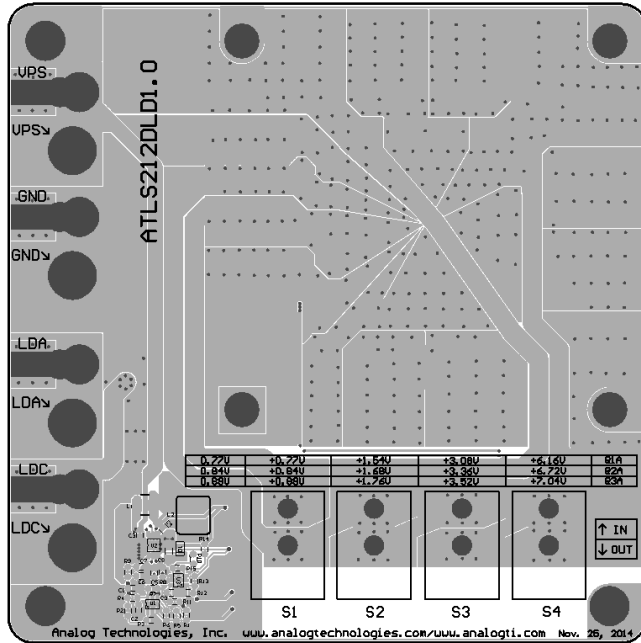 VPS
VPS↘
GND
GND↘
LDA
LDA↘
LDC
LDC↘
ATLS212DLD1.0
0.77V +0.77V +1.54V +3.08V +6.16V @1A
0.84V +0.84V +1.68V +3.36V +6.72V @2A
0.88V +0.88V +1.76V +3.52V +7.04V @3A
↑ IN
↓ OUT
S1 S2 S3 S4
Analog Technologies, Inc. www.analogtechnologies.com/www.analogti.com Nov. 26, 2014